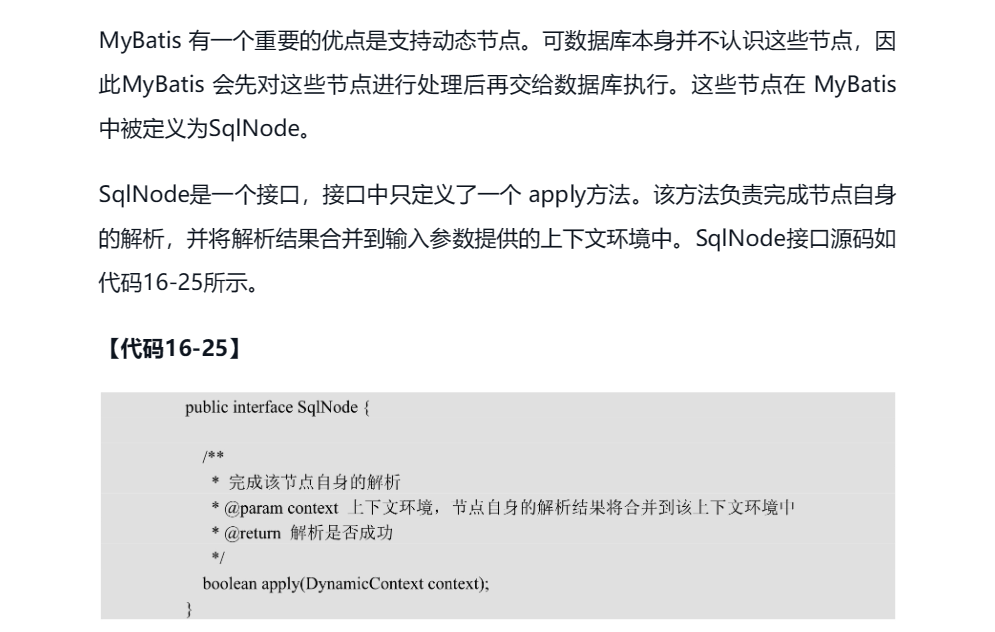 MyBatis 有一个重要的优点是支持动态节点。可数据库本身并不认识这些节点，因
此MyBatis 会先对这些节点进行处理后再交给数据库执行。这些节点在 MyBatis
中被定义为SqlNode。
SqlNode是一个接口，接口中只定义了一个 apply方法。该方法负责完成节点自身
的解析，并将解析结果合并到输入参数提供的上下文环境中。SqlNode接口源码如
代码16-25所示。
【代码16-25】
public interface SqlNode {
/**
* 完成该节点自身的解析
* @param context 上下文环境，节点自身的解析结果将合并到该上下文环境中
* @return 解析是否成功
*/
boolean apply(DynamicContext context);
}